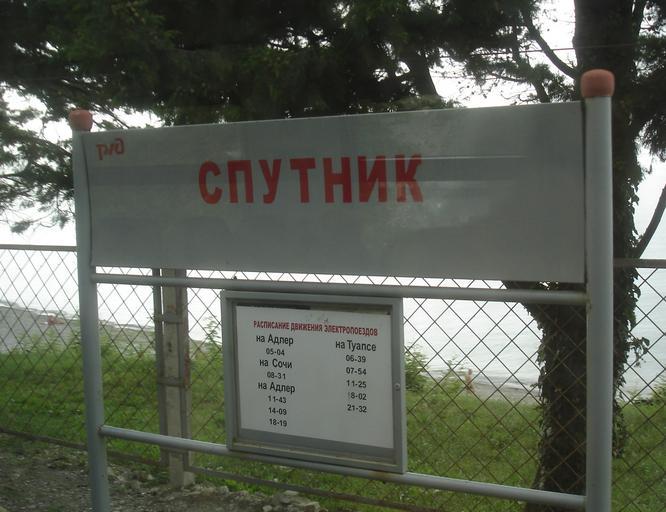 СПУТНИК
РАСПИСАНИЕ ДВИЖЕНИЯ ЭЛЕКТРОПОЕЗДОВ
на Адлер
05-04
на Сочи
08-31
на Адлер
11-43
14-09
18-19
на Туапсе
06-39
07-54
11-25
18-02
21-32